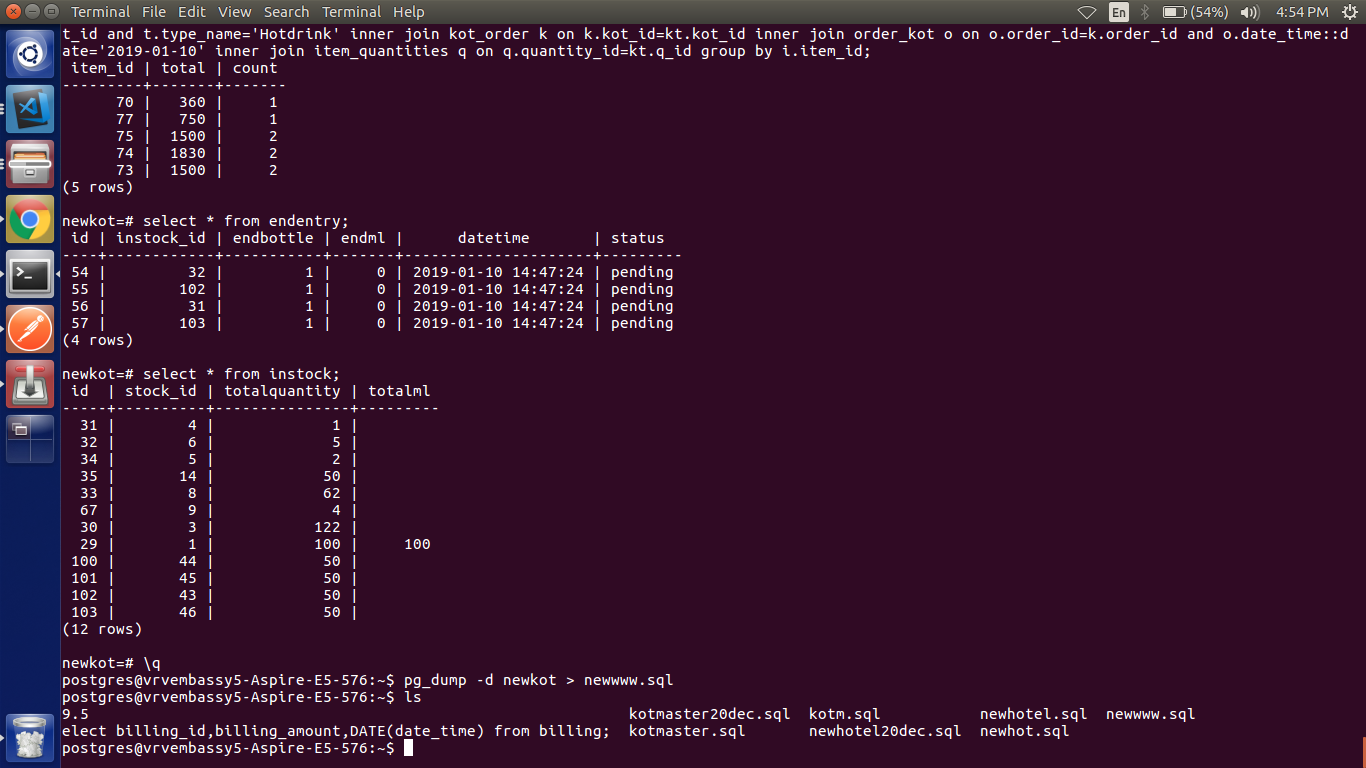 Terminal File Edit View Search Terminal Help En (54%) 4:54 PM
t_id and t.type_name='Hotdrink' inner join kot_order k on k.kot_id=kt.kot_id inner join order_kot o on o.order_id=k.order_id and o.date_time::d
ate='2019-01-10' inner join item_quantities q on q.quantity_id=kt.q_id group by i.item_id;
 item_id | total | count
---------+-------+-------
      70 |   360 |     1
      77 |   750 |     1
      75 |  1500 |     2
      74 |  1830 |     2
      73 |  1500 |     2
(5 rows)
newkot=# select * from endentry;
 id | instock_id | endbottle | endml |      datetime       | status
----+------------+-----------+-------+---------------------+---------
 54 |         32 |         1 |     0 | 2019-01-10 14:47:24 | pending
 55 |        102 |         1 |     0 | 2019-01-10 14:47:24 | pending
 56 |         31 |         1 |     0 | 2019-01-10 14:47:24 | pending
 57 |        103 |         1 |     0 | 2019-01-10 14:47:24 | pending
(4 rows)
newkot=# select * from instock;
 id  | stock_id | totalquantity | totalml
-----+----------+---------------+---------
  31 |        4 |             1 |
  32 |        6 |             5 |
  34 |        5 |             2 |
  35 |       14 |            50 |
  33 |        8 |            62 |
  67 |        9 |             4 |
  30 |        3 |           122 |
  29 |        1 |           100 |     100
 100 |       44 |            50 |
 101 |       45 |            50 |
 102 |       43 |            50 |
 103 |       46 |            50 |
(12 rows)
newkot=# \q
postgres@vrvembassy5-Aspire-E5-576:~$ pg_dump -d newkot > newwww.sql
postgres@vrvembassy5-Aspire-E5-576:~$ ls
9.5                                                            kotmaster20dec.sql  kotm.sql           newhotel.sql  newwww.sql
elect billing_id,billing_amount,DATE(date_time) from billing;  kotmaster.sql       newhotel20dec.sql  newhot.sql
postgres@vrvembassy5-Aspire-E5-576:~$